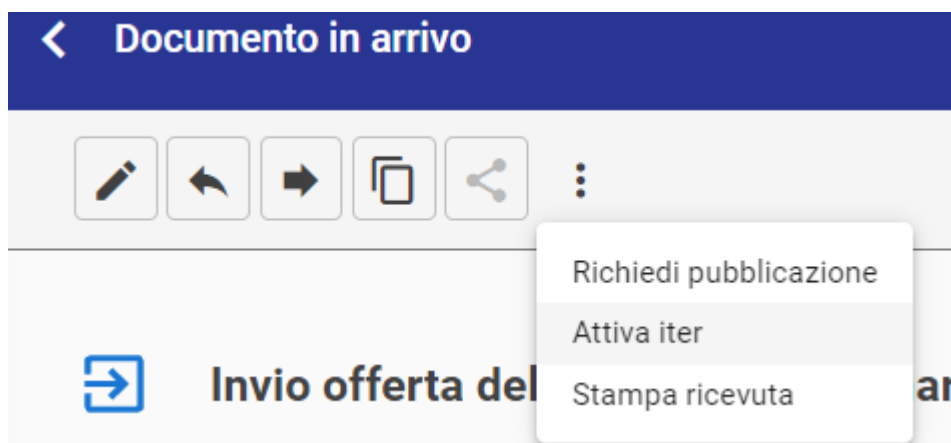 Documento in arrivo
Richiedi pubblicazione
Attiva iter
Invio offerta del
Stampa ricevuta